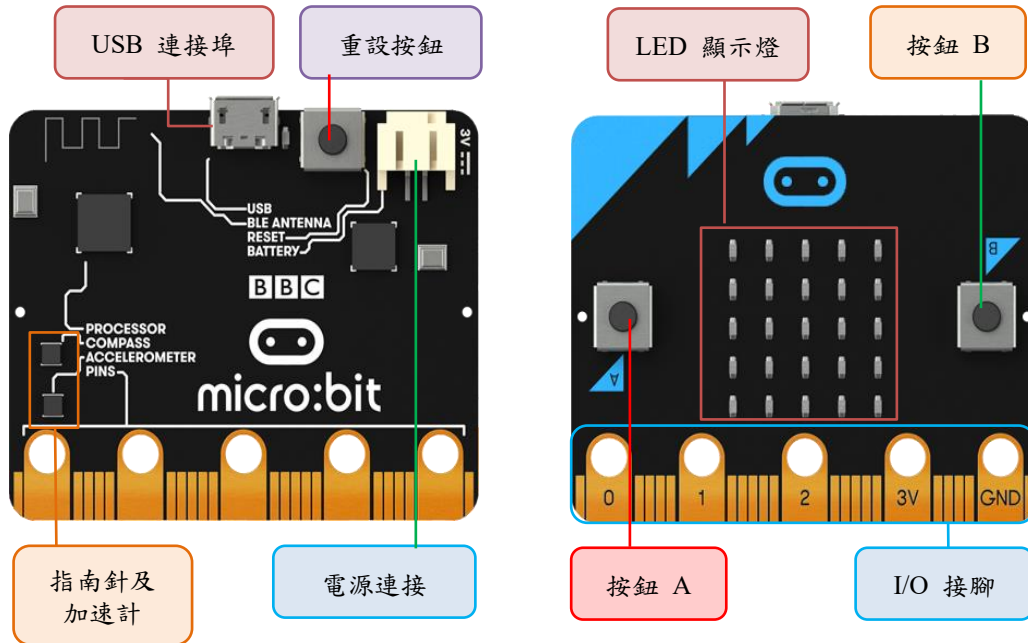 USB 連接埠
重設按鈕
LED 顯示燈
按鈕 B
3V
USB
BLE ANTENNA
RESET
BATTERY
BBC
PROCESSOR
COMPASS
ACCELEROMETER
PINS
micro:bit
B
A
0
1
2
3V
GND
指南針及
加速計
電源連接
按鈕 A
I/O 接腳